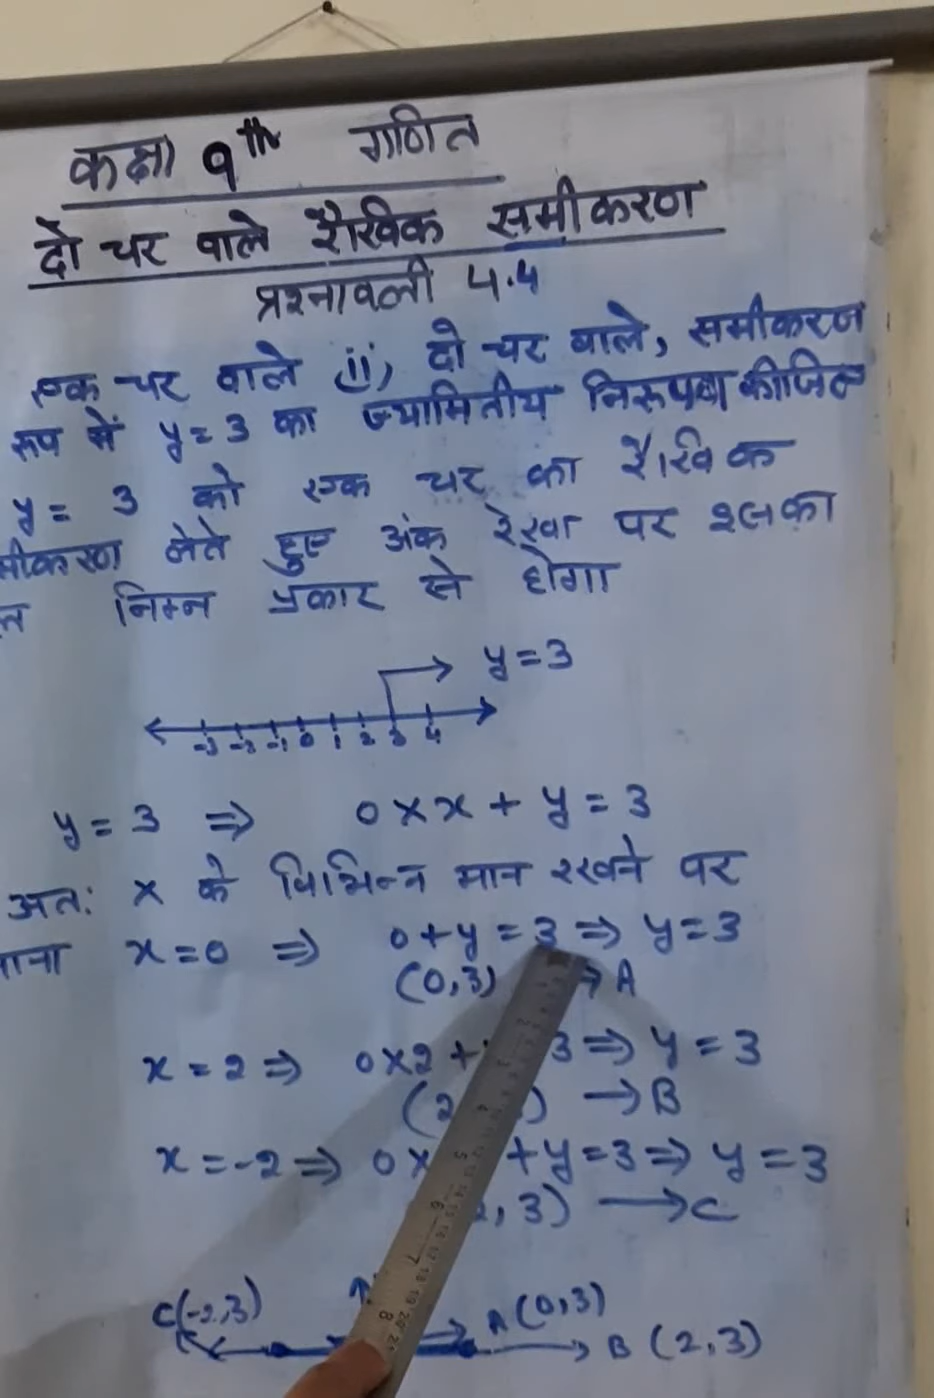 कक्षा 9th गणित
दो चर वाले रैखिक समीकरण
प्रश्नावली 4.4
एक चर वाले (ii), दो चर वाले, समीकरण
रूप में y = 3 का ज्यामितीय निरूपण कीजिए
y = 3 को एक चर का रैखिक
मीकरण लेते हुए अंक रेखा पर इसका
निम्न प्रकार से होगा
y = 3
-3 -2 -1 0 1 2 3 4
y = 3 ⇒ 0 × x + y = 3
अतः x के विभिन्न मान रखने पर
माना x = 0 ⇒ 0 + y = 3 ⇒ y = 3
(0,3) → A
x = 2 ⇒ 0×2 + 3 ⇒ y = 3
(2 ) → B
x = -2 ⇒ 0× + y = 3 ⇒ y = 3
, 3) → C
C(-2,3) A (0,3)
B (2,3)